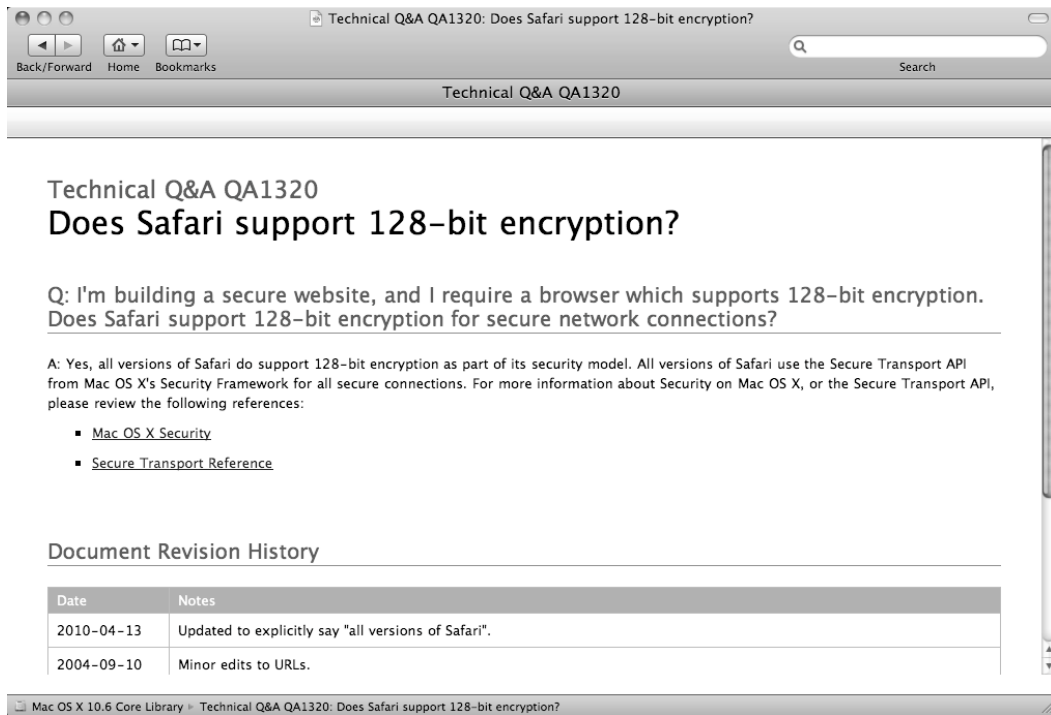 Technical Q&A QA1320: Does Safari support 128-bit encryption?
Back/Forward Home Bookmarks Search
Technical Q&A QA1320
Technical Q&A QA1320
Does Safari support 128-bit encryption?
Q: I'm building a secure website, and I require a browser which supports 128-bit encryption.
Does Safari support 128-bit encryption for secure network connections?
A: Yes, all versions of Safari do support 128-bit encryption as part of its security model. All versions of Safari use the Secure Transport API
from Mac OS X's Security Framework for all secure connections. For more information about Security on Mac OS X, or the Secure Transport API,
please review the following references:
▪ Mac OS X Security
▪ Secure Transport Reference
Document Revision History
Date Notes
2010-04-13 Updated to explicitly say "all versions of Safari".
2004-09-10 Minor edits to URLs.
Mac OS X 10.6 Core Library ▸ Technical Q&A QA1320: Does Safari support 128-bit encryption?